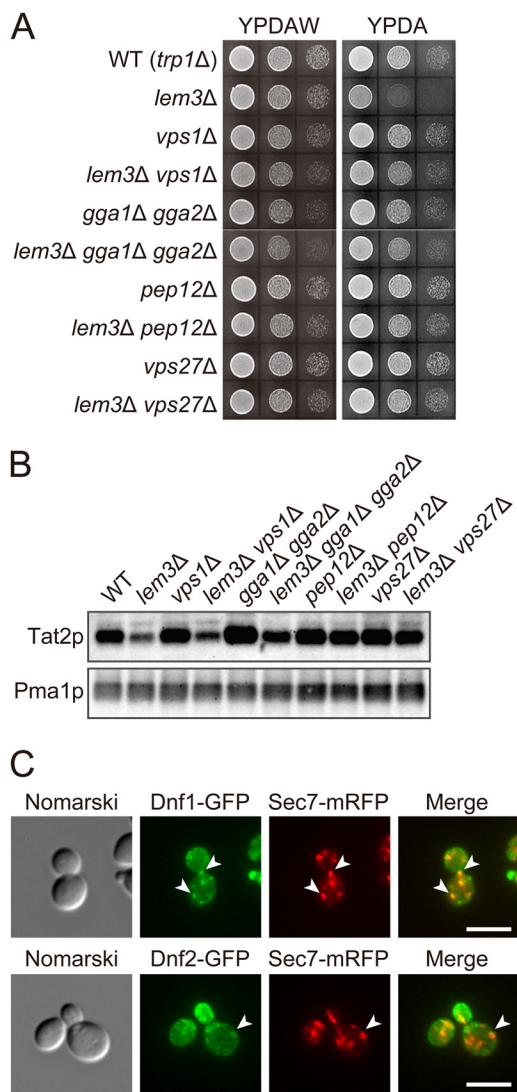 A
YPDAW YPDA
WT (trp1Δ)
lem3Δ
vps1Δ
lem3Δ vps1Δ
gga1Δ gga2Δ
lem3Δ gga1Δ gga2Δ
pep12Δ
lem3Δ pep12Δ
vps27Δ
lem3Δ vps27Δ
B
WT lem3Δ vps1Δ lem3Δ vps1Δ gga1Δ gga2Δ lem3Δ gga1Δ gga2Δ pep12Δ lem3Δ pep12Δ vps27Δ lem3Δ vps27Δ
Tat2p
Pma1p
C
Nomarski Dnf1-GFP Sec7-mRFP Merge
Nomarski Dnf2-GFP Sec7-mRFP Merge